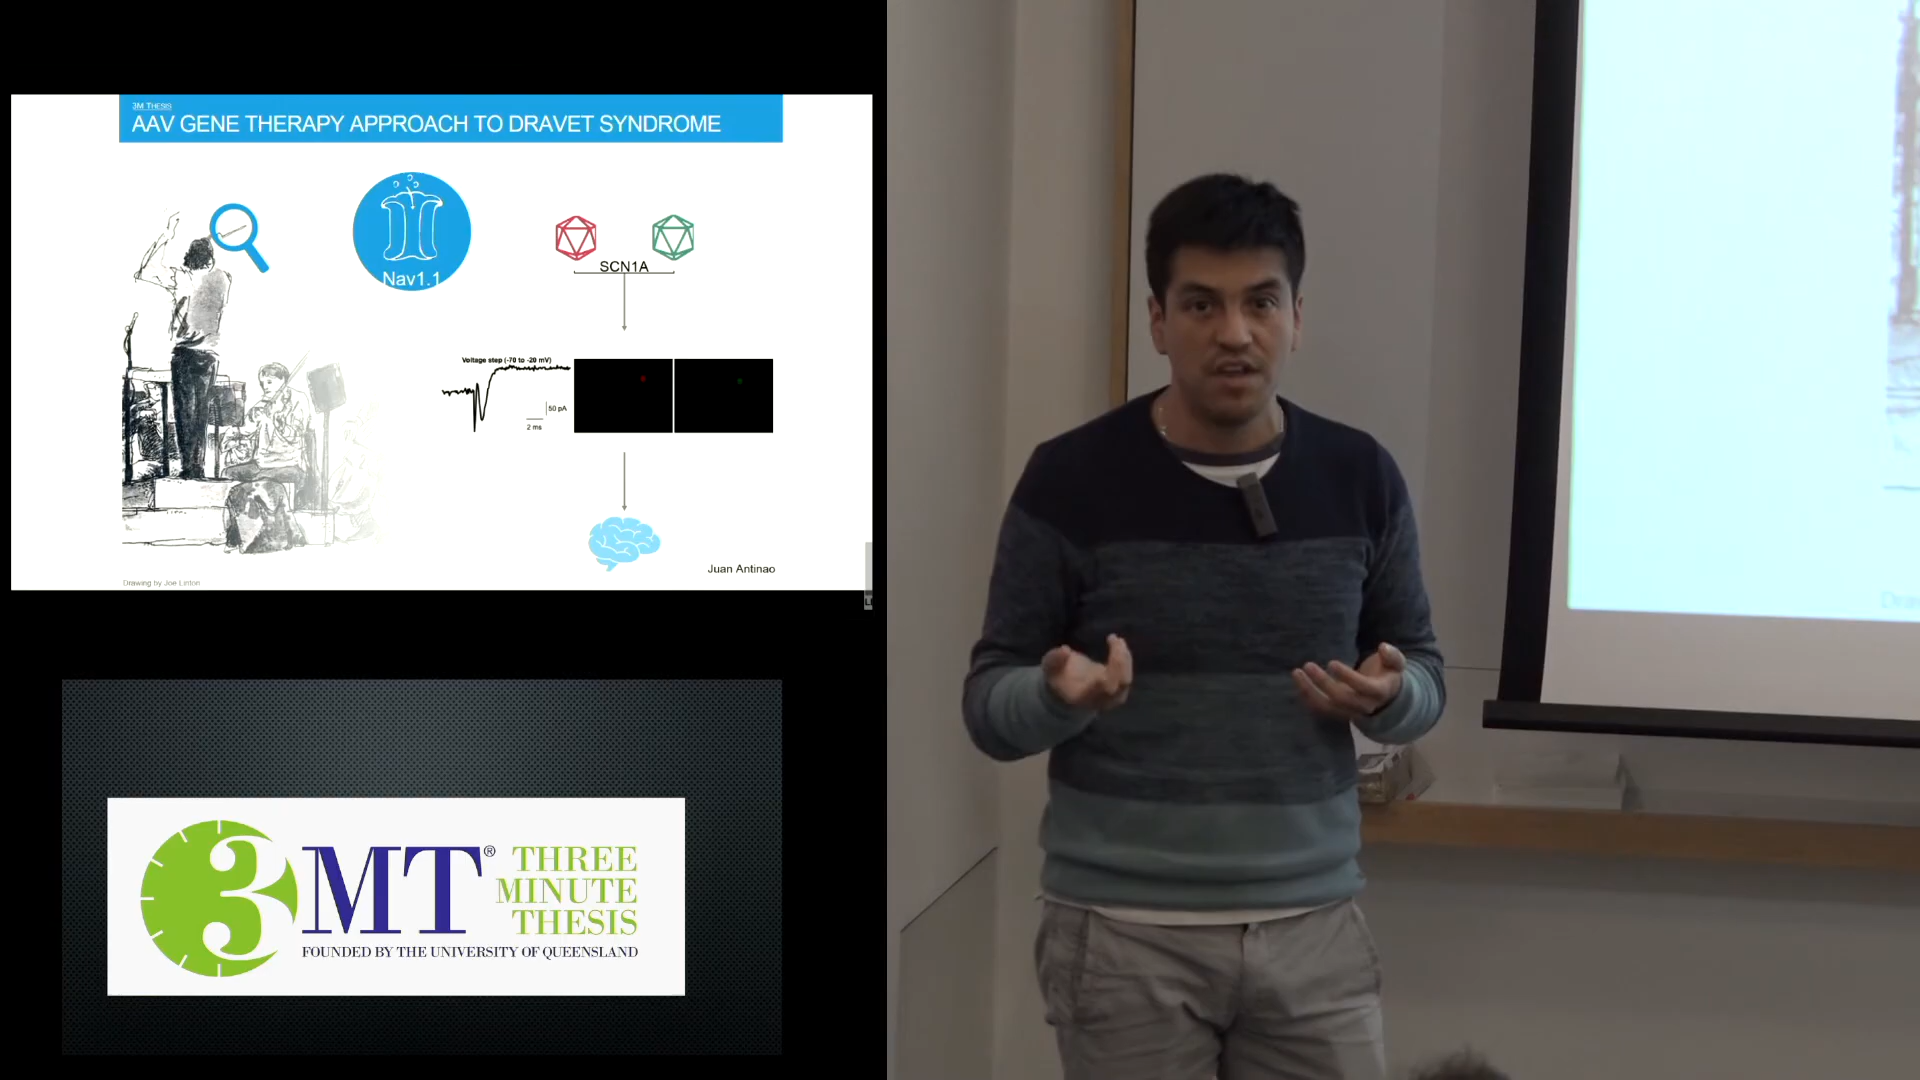 3M THESIS
AAV GENE THERAPY APPROACH TO DRAVET SYNDROME
Nav1.1
SCN1A
Voltage step (-70 to -20 mV)
50 pA
2 ms
Juan Antinao
Drawing by Joe Linton
3MT® THREE
MINUTE
THESIS
FOUNDED BY THE UNIVERSITY OF QUEENSLAND